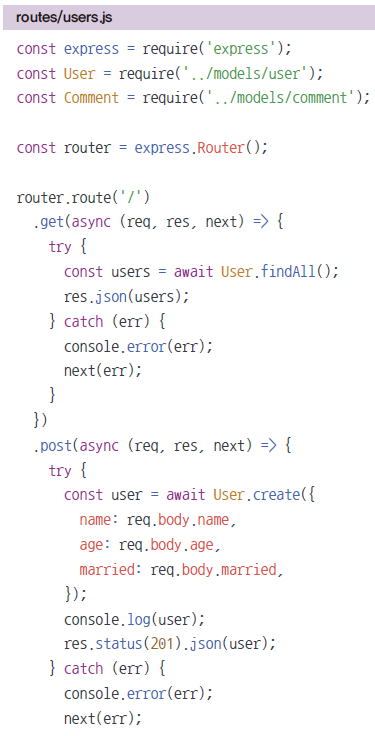 routes/users.js
const express = require('express');
const User = require('../models/user');
const Comment = require('../models/comment');
const router = express.Router();
router.route('/')
.get(async (req, res, next) => {
try {
const users = await User.findAll();
res.json(users);
} catch (err) {
console.error(err);
next(err);
}
})
.post(async (req, res, next) => {
try {
const user = await User.create({
name: req.body.name,
age: req.body.age,
married: req.body.married,
});
console.log(user);
res.status(201).json(user);
} catch (err) {
console.error(err);
next(err);